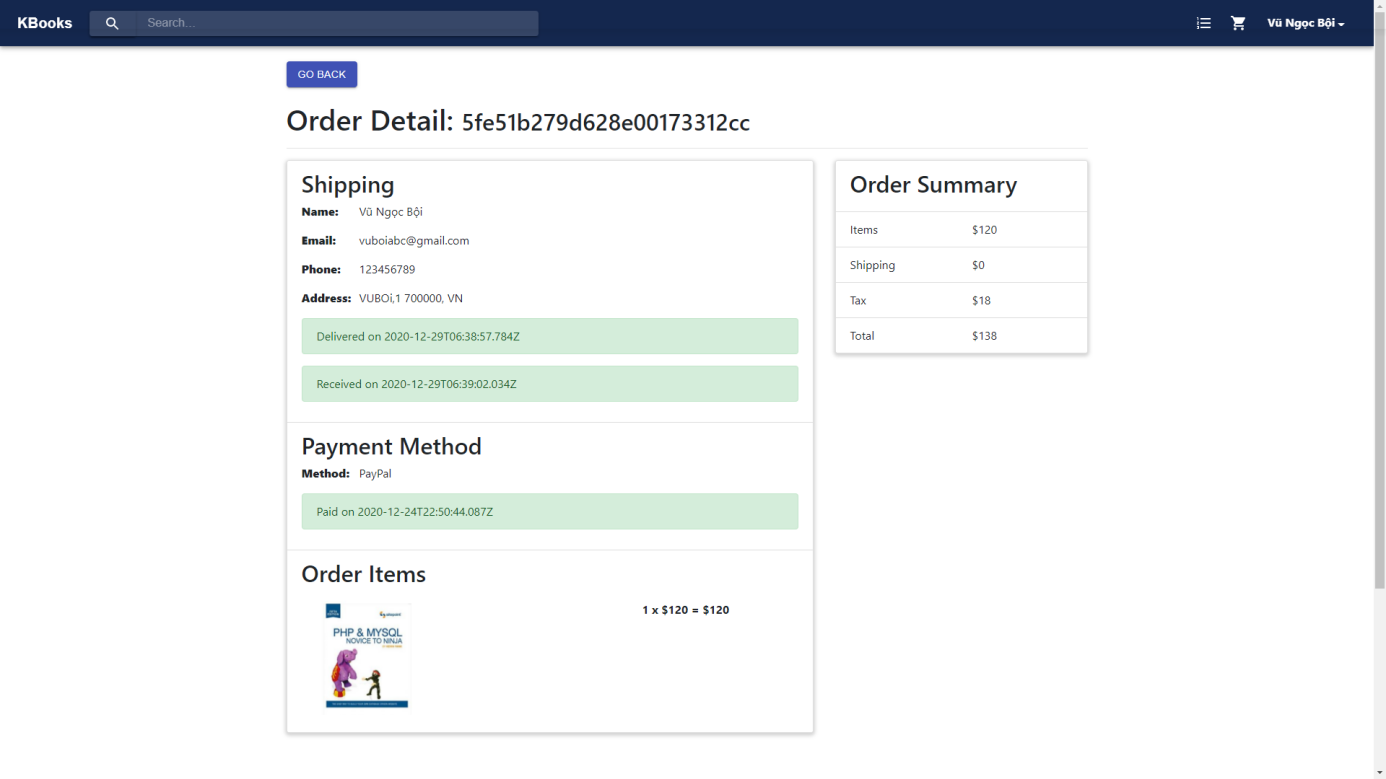 KBooks
Search...
Vũ Ngọc Bội
GO BACK
Order Detail: 5fe51b279d628e00173312cc
Shipping
Name: Vũ Ngọc Bội
Email: vuboiabc@gmail.com
Phone: 123456789
Address: VUBOi,1 700000, VN
Delivered on 2020-12-29T06:38:57.784Z
Received on 2020-12-29T06:39:02.034Z
Payment Method
Method: PayPal
Paid on 2020-12-24T22:50:44.087Z
Order Items
PHP & MYSQL
NOVICE TO NINJA
1 x $120 = $120
Order Summary
Items $120
Shipping $0
Tax $18
Total $138